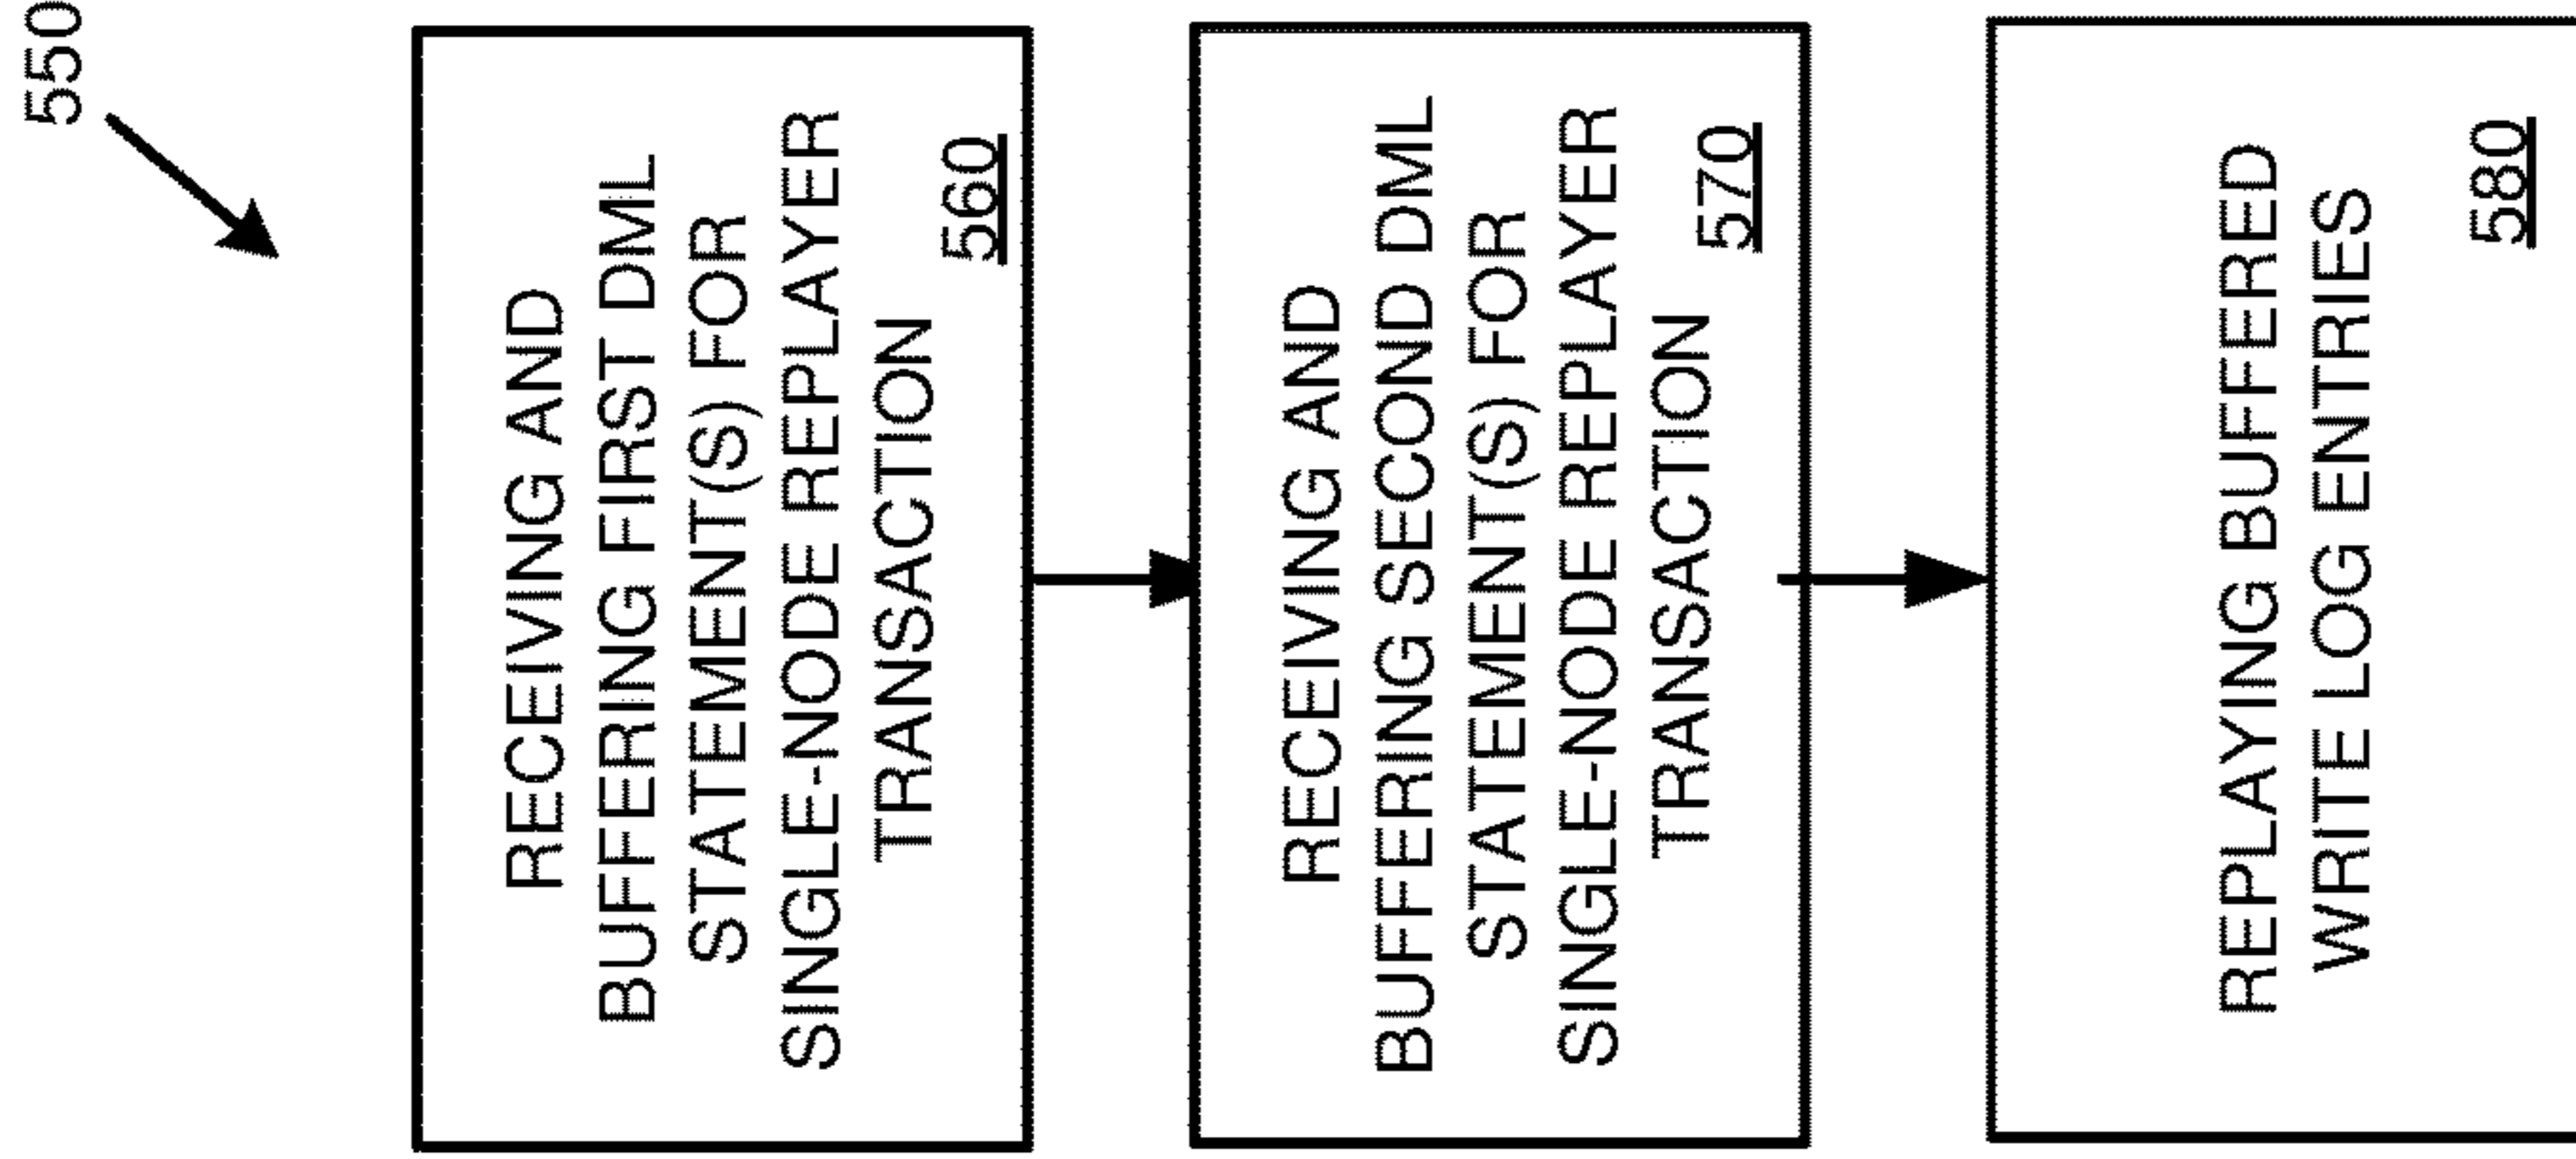 550
RECEIVING AND
BUFFERING FIRST DML
STATEMENT(S) FOR
SINGLE-NODE REPLAYER
TRANSACTION
560
RECEIVING AND
BUFFERING SECOND DML
STATEMENT(S) FOR
SINGLE-NODE REPLAYER
TRANSACTION
570
REPLAYING BUFFERED
WRITE LOG ENTRIES
580